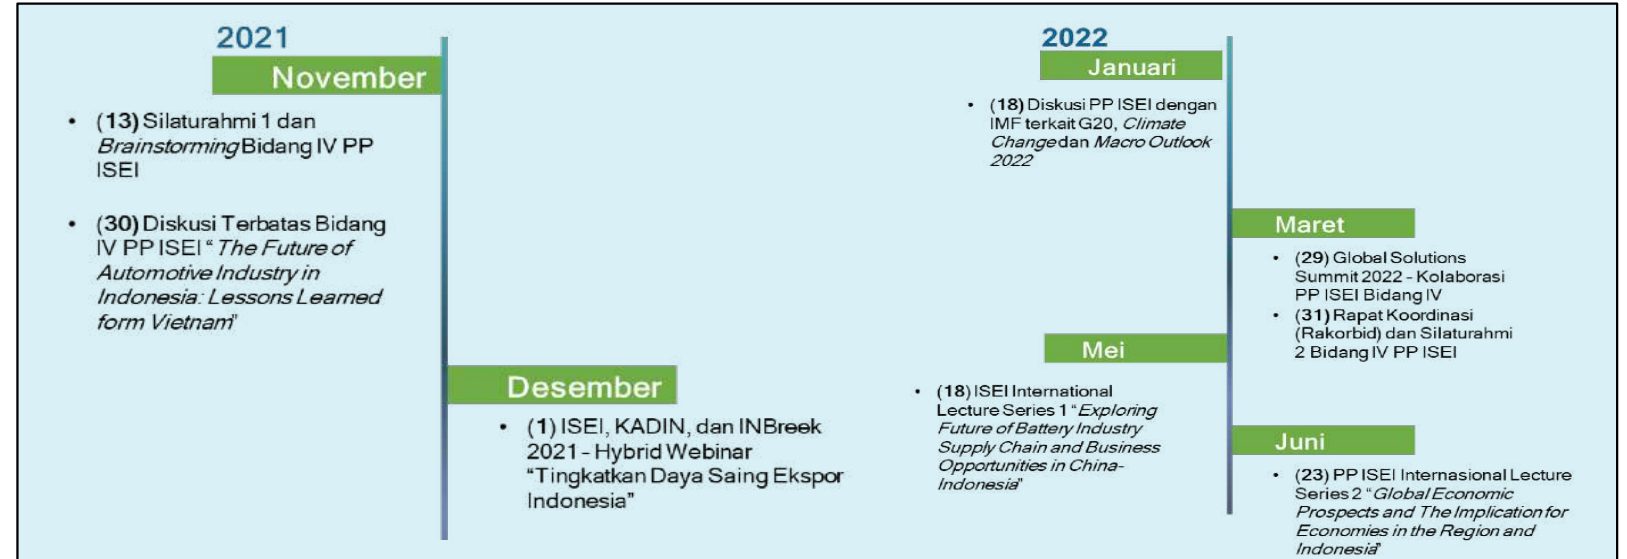 2021
November
• (13) Silaturahmi 1 dan
Brainstorming Bidang IV PP
ISEI
• (30) Diskusi Terbatas Bidang
IV PP ISEI “The Future of
Automotive Industry in
Indonesia: Lessons Learned
form Vietnam”
Desember
• (1) ISEI, KADIN, dan INBreek
2021 - Hybrid Webinar
“Tingkatkan Daya Saing Ekspor
Indonesia”
2022
Januari
• (18) Diskusi PP ISEI dengan
IMF terkait G20, Climate
Change dan Macro Outlook
2022
Maret
• (29) Global Solutions
Summit 2022 - Kolaborasi
PP ISEI Bidang IV
• (31) Rapat Koordinasi
(Rakorbid) dan Silaturahmi
2 Bidang IV PP ISEI
Mei
• (18) ISEI International
Lecture Series 1 “Exploring
Future of Battery Industry
Supply Chain and Business
Opportunities in China-
Indonesia”
Juni
• (23) PP ISEI Internasional Lecture
Series 2 “Global Economic
Prospects and The Implication for
Economies in the Region and
Indonesia”